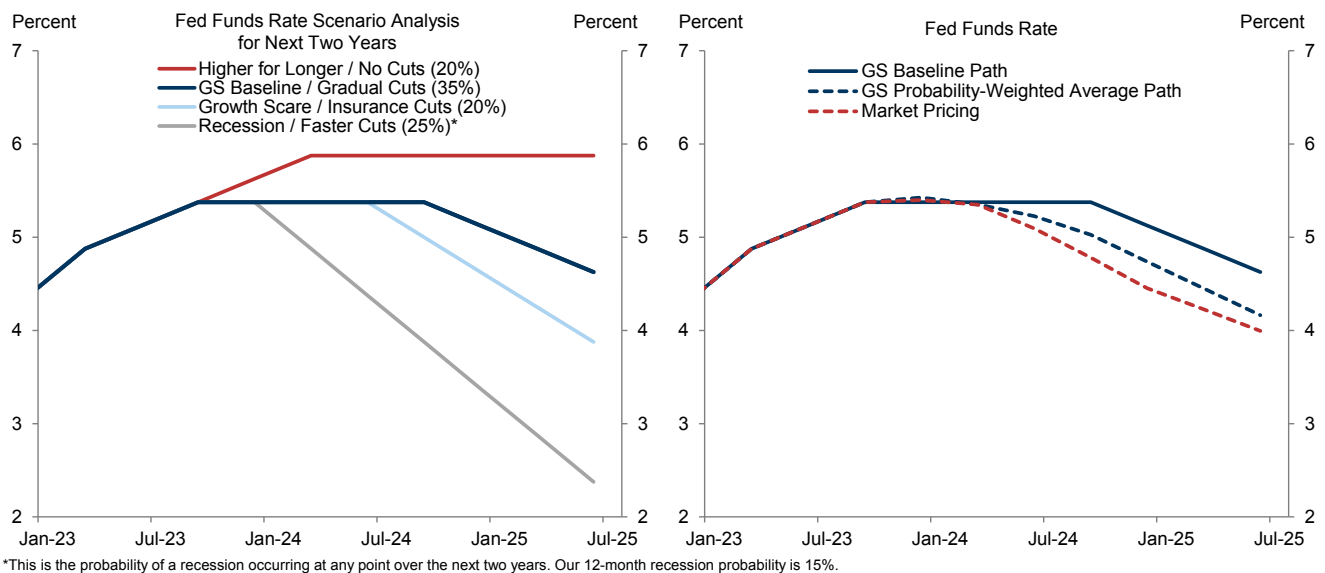 Percent
Fed Funds Rate Scenario Analysis
for Next Two Years
Percent
Higher for Longer / No Cuts (20%)
GS Baseline / Gradual Cuts (35%)
Growth Scare / Insurance Cuts (20%)
Recession / Faster Cuts (25%)*
7
6
5
4
3
2
7
6
5
4
3
2
Jan-23
Jul-23
Jan-24
Jul-24
Jan-25
Jul-25
Percent
Fed Funds Rate
Percent
GS Baseline Path
GS Probability-Weighted Average Path
Market Pricing
7
6
5
4
3
2
7
6
5
4
3
2
Jan-23
Jul-23
Jan-24
Jul-24
Jan-25
Jul-25
*This is the probability of a recession occurring at any point over the next two years. Our 12-month recession probability is 15%.